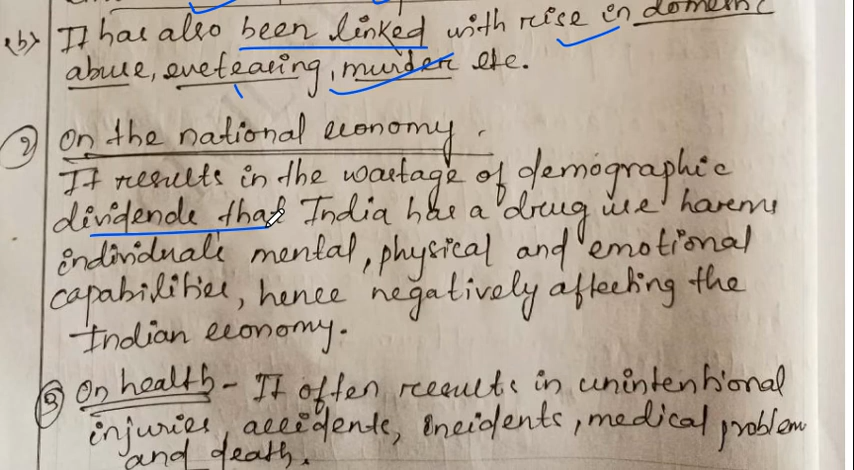 (b) It has also been linked with rise in domestic
abuse, eveteasing, murder etc.
2) On the national economy.
It results in the wastage of demographic
dividends that India has a drug use harems
individuals mental, physical and emotional
capabilities, hence negatively affecting the
Indian economy.
3) On health - It often results in unintentional
injuries, accidents, incidents, medical problem
and death.